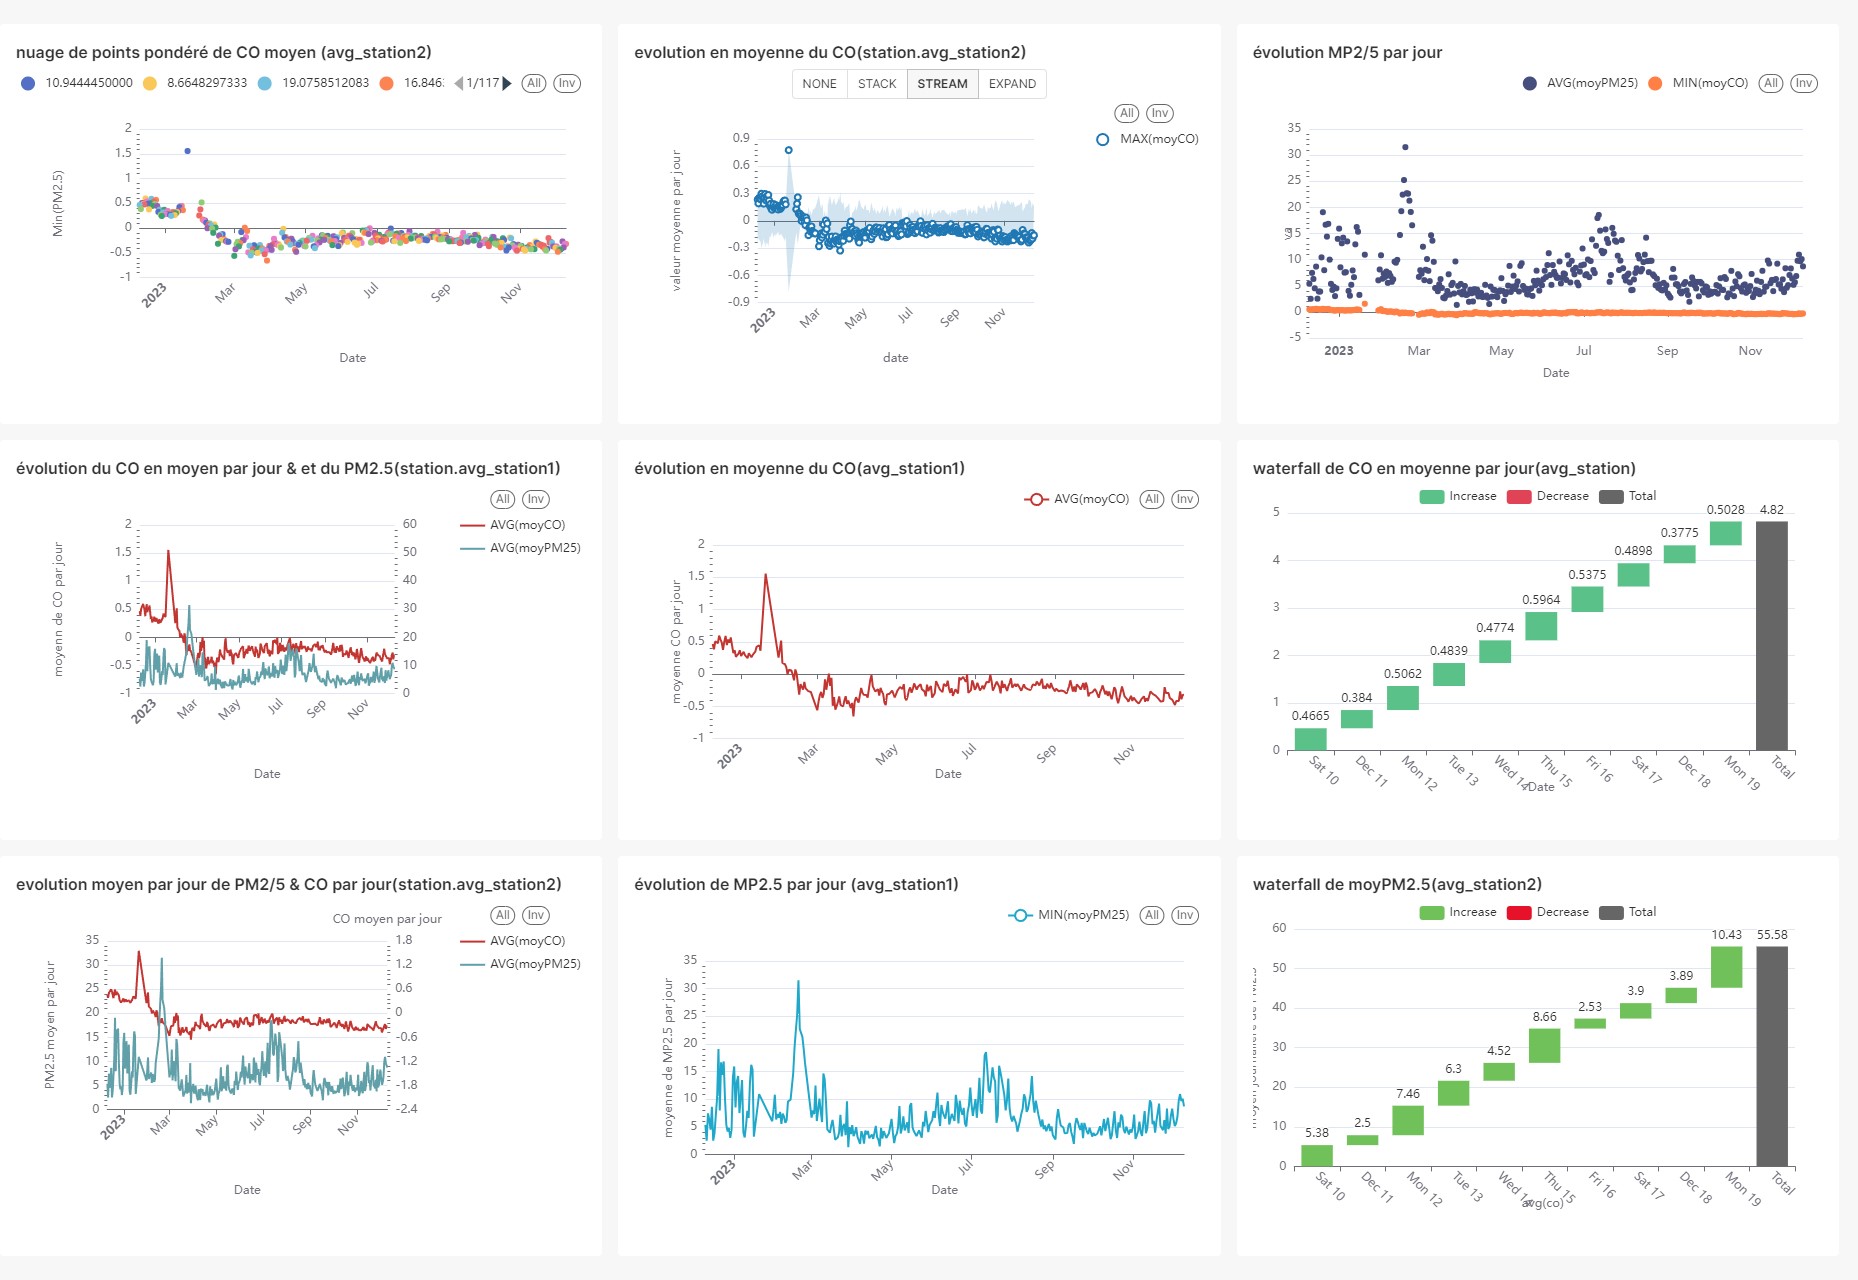 nuage de points pondéré de CO moyen (avg_station2)
10.9444450000 8.6648297333 19.0758512083 16.846 1/117 All Inv
2
1.5
1
0.5
0
-0.5
-1
Min(PM2.5)
2023 Mar May Jul Sep Nov
Date
evolution en moyenne du CO(station.avg_station2)
NONE STACK STREAM EXPAND
All Inv
MAX(moyCO)
0.9
0.6
0.3
0
-0.3
-0.6
-0.9
valeur moyenne par jour
2023 Mar May Jul Sep Nov
date
évolution MP2/5 par jour
AVG(moyPM25) MIN(moyCO) All Inv
35
30
25
20
15
10
5
0
-5
2023 Mar May Jul Sep Nov
Date
évolution du CO en moyen par jour & et du PM2.5(station.avg_station1)
All Inv
AVG(moyCO)
AVG(moyPM25)
2 60
1.5 50
1 40
0.5 30
0 20
-0.5 10
-1 0
moyenn de CO par jour
2023 Mar May Jul Sep Nov
Date
évolution en moyenne du CO(avg_station1)
AVG(moyCO) All Inv
2
1.5
1
0.5
0
-0.5
-1
moyenne CO par jour
2023 Mar May Jul Sep Nov
Date
waterfall de CO en moyenne par jour(avg_station)
Increase Decrease Total
5
4
3
2
1
0
0.4665 0.384 0.5062 0.4839 0.4774 0.5964 0.5375 0.4898 0.3775 0.5028 4.82
Sat 10 Dec 11 Mon 12 Tue 13 Wed 14 Thu 15 Fri 16 Sat 17 Dec 18 Mon 19 Total
Date
evolution moyen par jour de PM2/5 & CO par jour(station.avg_station2)
CO moyen par jour All Inv
AVG(moyCO)
AVG(moyPM25)
35 1.8
30 1.2
25 0.6
20 0
15 -0.6
10 -1.2
5 -1.8
0 -2.4
PM2.5 moyen par jour
2023 Mar May Jul Sep Nov
Date
évolution de MP2.5 par jour (avg_station1)
MIN(moyPM25) All Inv
35
30
25
20
15
10
5
0
moyenne de MP2.5 par jour
2023 Mar May Jul Sep Nov
Date
waterfall de moyPM2.5(avg_station2)
Increase Decrease Total
60
50
40
30
20
10
0
5.38 2.5 7.46 6.3 4.52 8.66 2.53 3.9 3.89 10.43 55.58
Sat 10 Dec 11 Mon 12 Tue 13 Wed 14 Thu 15 Fri 16 Sat 17 Dec 18 Mon 19 Total
avg(co)